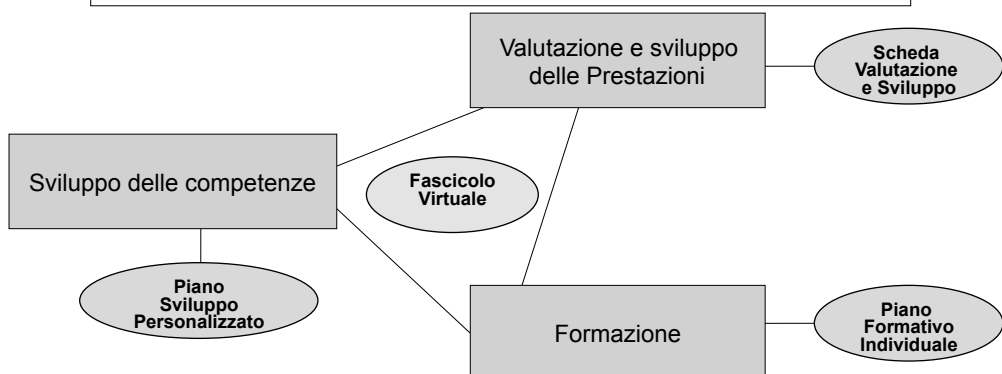 Valutazione e sviluppo
delle Prestazioni
Scheda
Valutazione
e Sviluppo
Sviluppo delle competenze
Fascicolo
Virtuale
Piano
Sviluppo
Personalizzato
Formazione
Piano
Formativo
Individuale